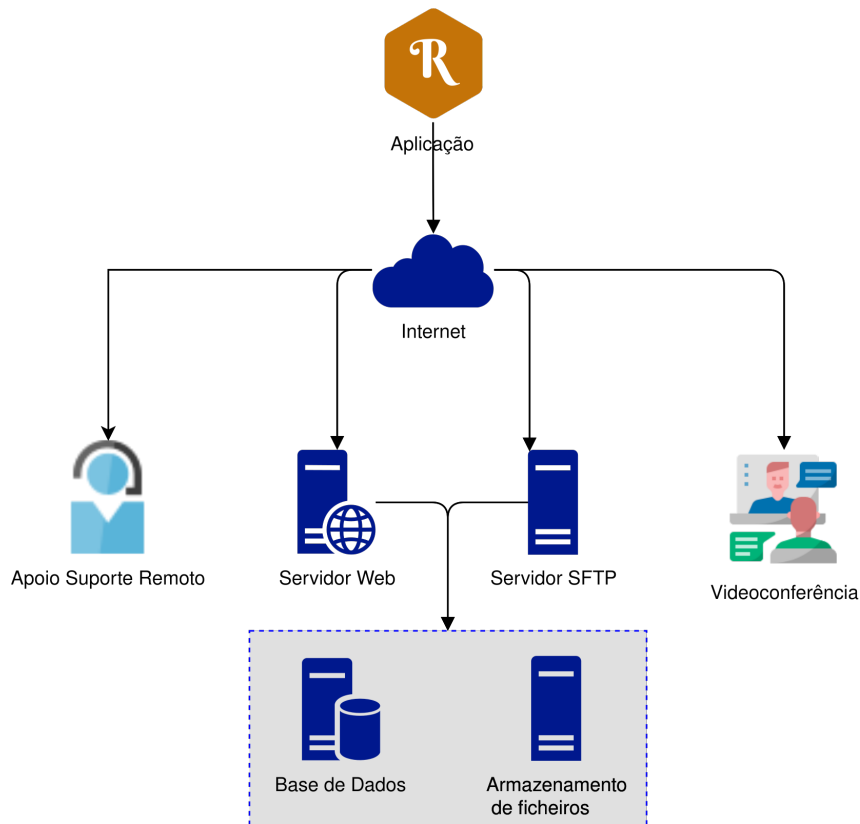 R
Aplicação
Internet
Apoio Suporte Remoto
Servidor Web
Servidor SFTP
Videoconferência
Base de Dados
Armazenamento
de ficheiros